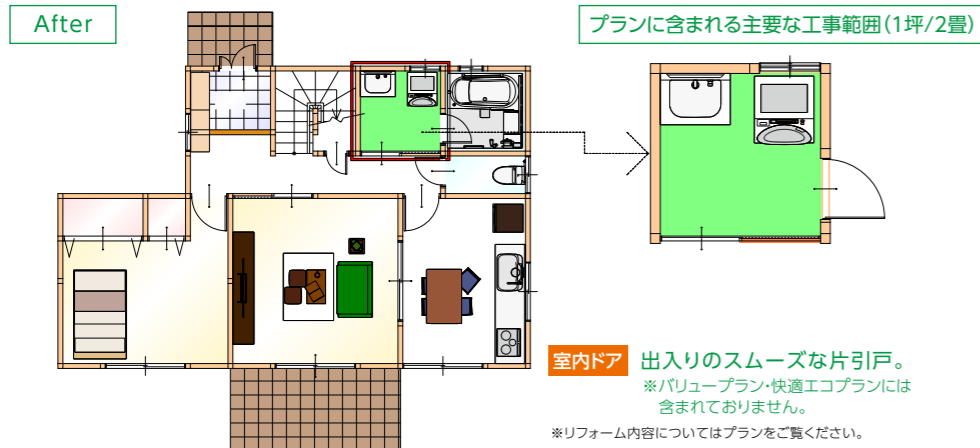 After
プランに含まれる主要な工事範囲(1坪/2畳)
室内ドア 出入りのスムーズな片引戸。
※バリュープラン・快適エコプランには
含まれておりません。
※リフォーム内容についてはプランをご覧ください。